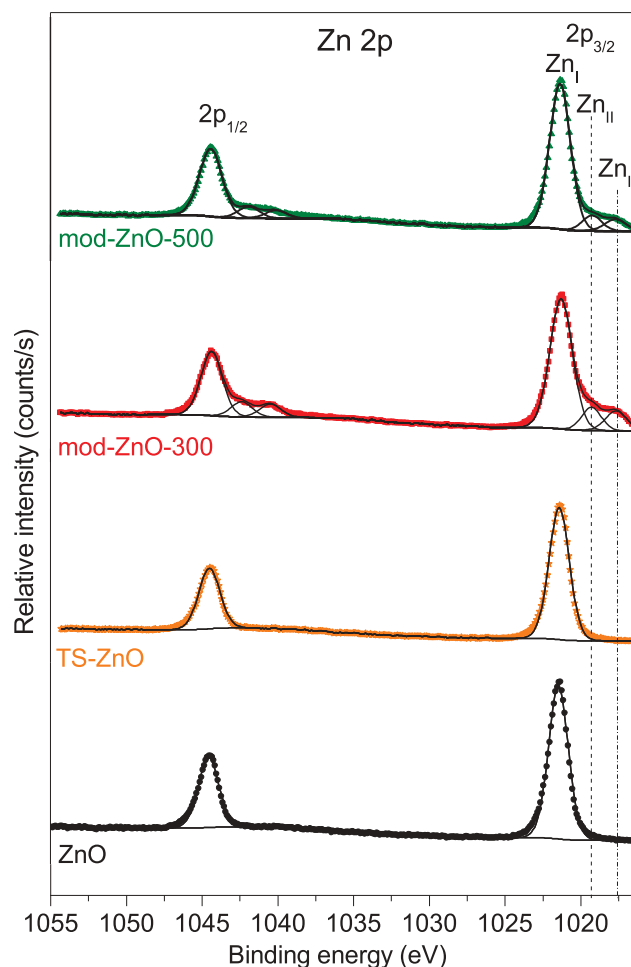 Zn 2p
2p3/2
ZnI
ZnII
ZnI
2p1/2
mod-ZnO-500
mod-ZnO-300
TS-ZnO
ZnO
Relative intensity (counts/s)
1055 1050 1045 1040 1035 1030 1025 1020
Binding energy (eV)